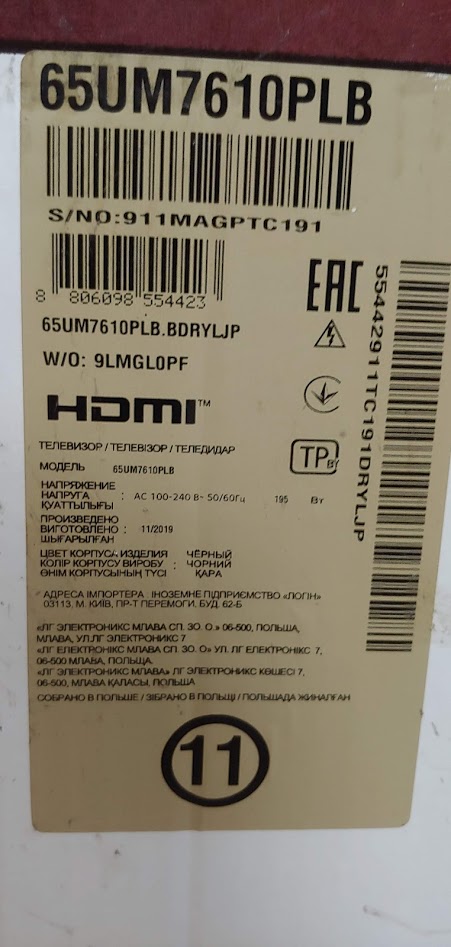 65UM7610PLB
S/NO:911MAGPTC191
8 806098 554423
65UM7610PLB.BDRYLJP
W/O: 9LMGL0PF
EAC
55442911TC191DRYLJP
HDMI™
TP BY
ТЕЛЕВИЗОР / ТЕЛЕВІЗОР / ТЕЛЕДИДАР
МОДЕЛЬ 65UM7610PLB
НАПРЯЖЕНИЕ
НАПРУГА : AC 100-240 В~ 50/60Гц 195 Вт
ҚУАТТЫЛЫҒЫ
ПРОИЗВЕДЕНО
ВИГОТОВЛЕНО : 11/2019
ШЫҒАРЫЛҒАН
ЦВЕТ КОРПУСА ИЗДЕЛИЯ : ЧЁРНЫЙ
КОЛІР КОРПУСУ ВИРОБУ : ЧОРНИЙ
ӨНІМ КОРПУСЫНЫҢ ТҮСІ : ҚАРА
АДРЕСА ІМПОРТЕРА : ІНОЗЕМНЕ ПІДПРИЄМСТВО «ЛОГІН»
03113, М. КИЇВ, ПР-Т ПЕРЕМОГИ. БУД. 62-Б
«ЛГ ЭЛЕКТРОНИКС МЛАВА СП. ЗО. О.» 06-500, ПОЛЬША,
МЛАВА, УЛ.ЛГ ЭЛЕКТРОНИКС 7
«ЛГ ЕЛЕКТРОНІКС МЛАВА СП. ЗО. О» УЛ. ЛГ ЕЛЕКТРОНІКС 7,
06-500 МЛАВА, ПОЛЬЩА.
«ЛГ ЭЛЕКТРОНИКС МЛАВА» ЛГ ЭЛЕКТРОНИКС КӨШЕСІ 7,
06-500, МЛАВА ҚАЛАСЫ, ПОЛЬША
СОБРАНО В ПОЛЬШЕ / ЗІБРАНО В ПОЛЬЩІ / ПОЛЬШАДА ЖИНАЛҒАН
11